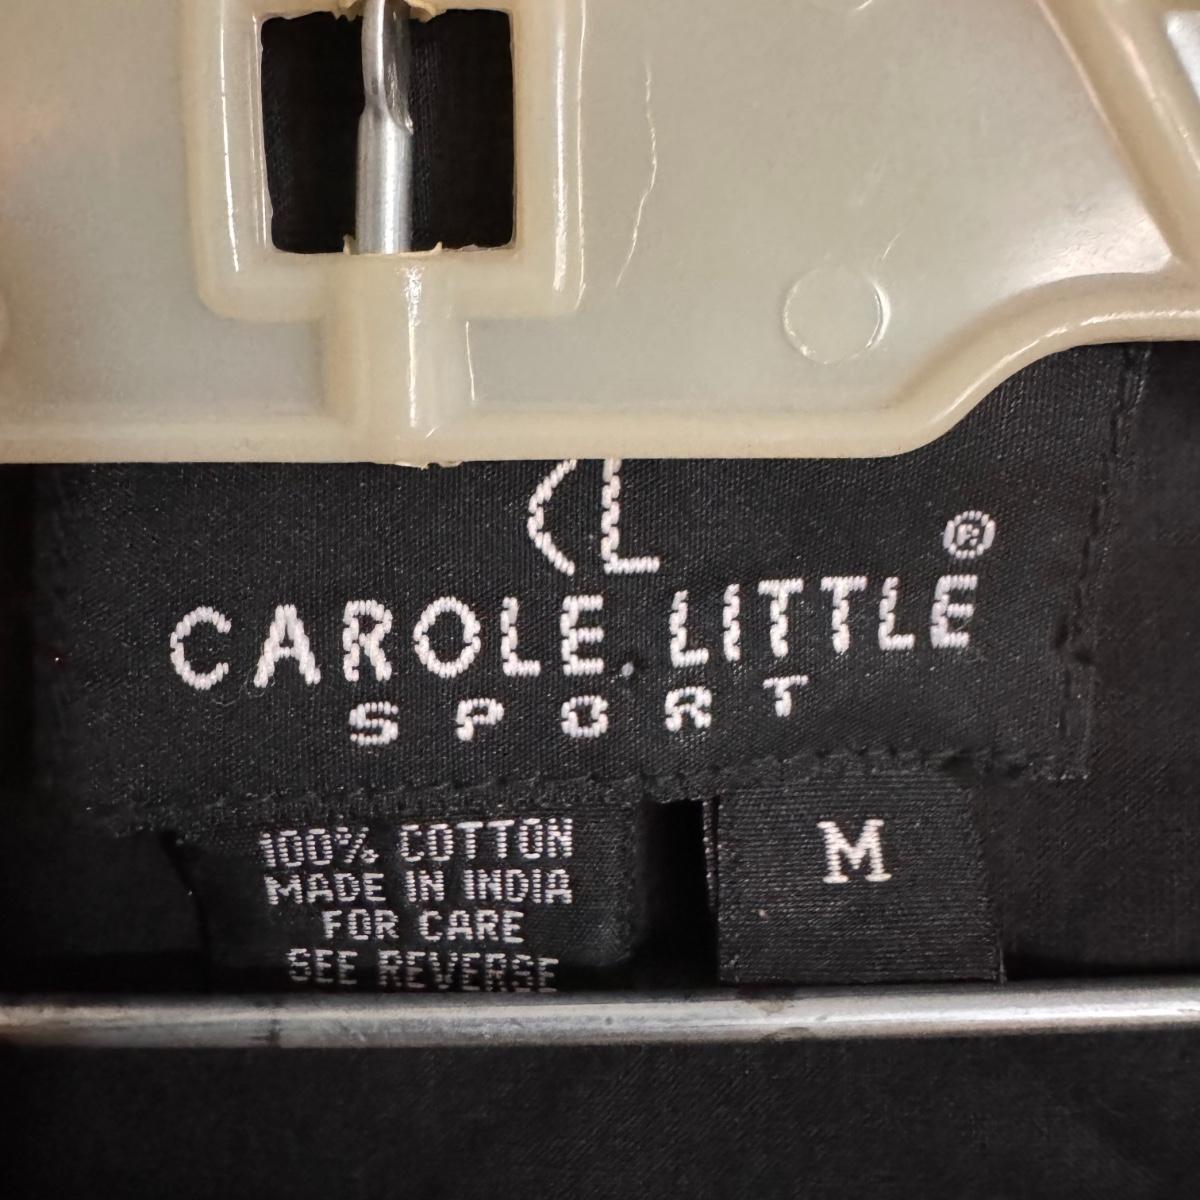 CL
CAROLE LITTLE®
SPORT
100% COTTON
MADE IN INDIA
FOR CARE
SEE REVERSE
M